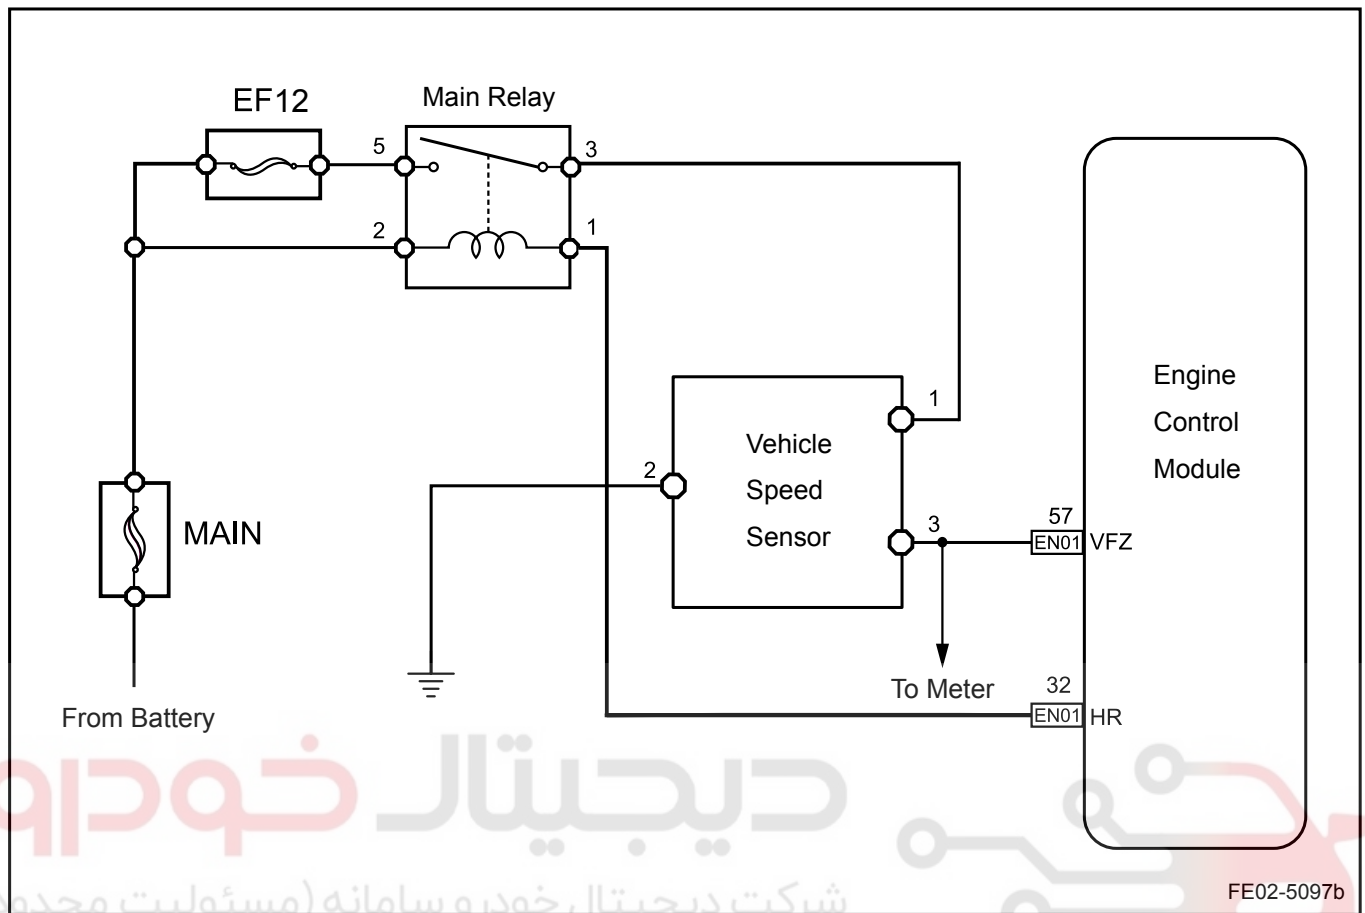 EF12
Main Relay
5
3
2
1
Engine
Control
Module
1
Vehicle
Speed
Sensor
2
3
MAIN
57
EN01 VFZ
To Meter
32
EN01 HR
From Battery
دیجیتال خودرو
شرکت دیجیتال خودرو سامانه (مسئولیت محدود
FE02-5097b